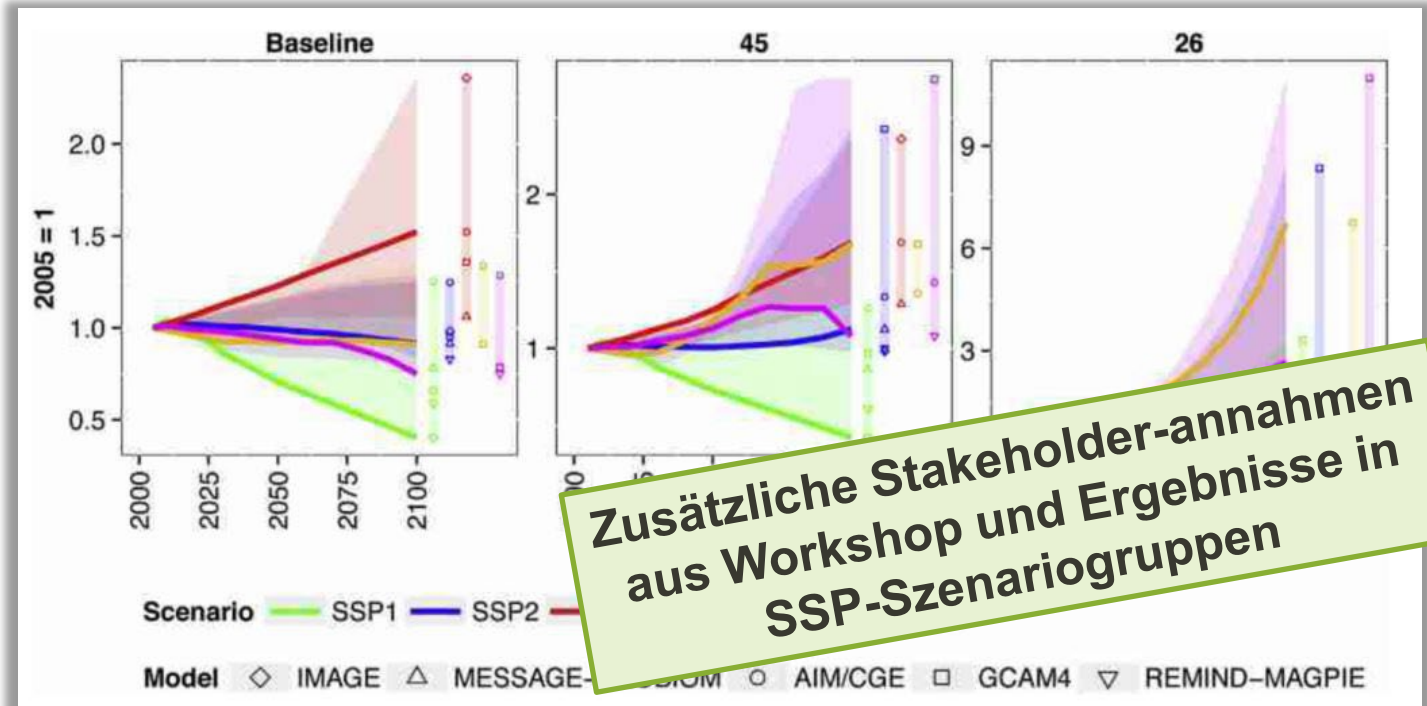 Baseline
45
26
2005 = 1
2.0
1.5
1.0
0.5
2
1
9
6
3
2000
2025
2050
2075
2100
Zusätzliche Stakeholder-annahmen
aus Workshop und Ergebnisse in
SSP-Szenariogruppen
Scenario SSP1 SSP2
Model IMAGE MESSAGE- AIM/CGE GCAM4 REMIND-MAGPIE